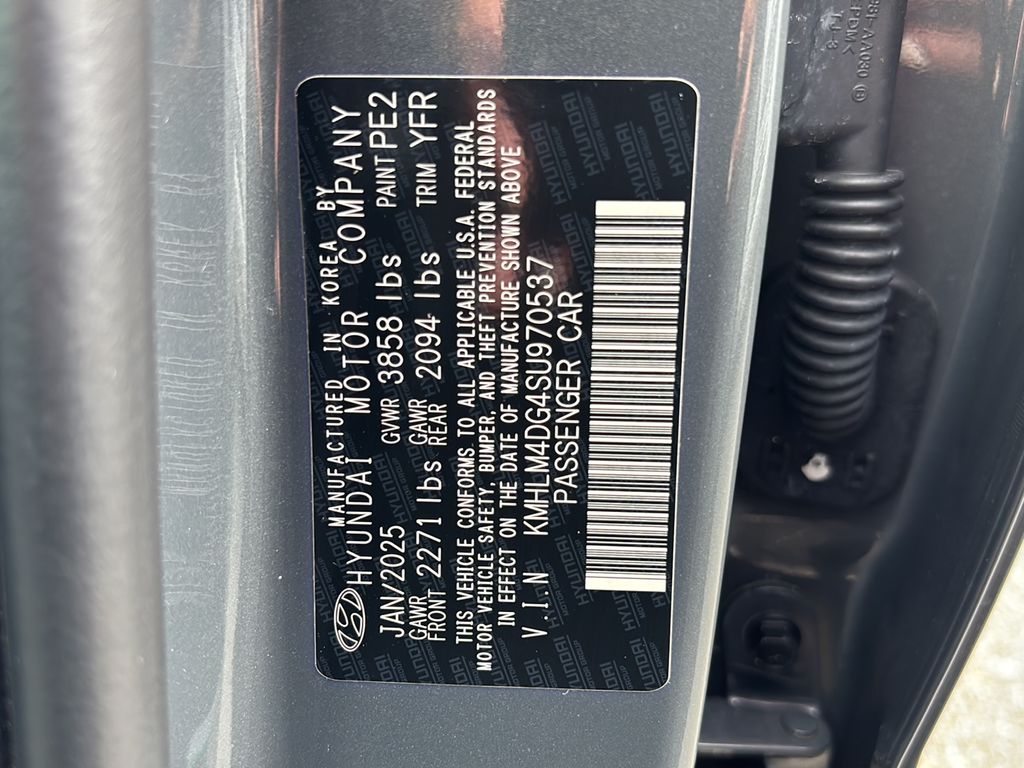 MANUFACTURED IN KOREA BY
HYUNDAI MOTOR COMPANY
JAN/2025 GVWR 3858 lbs PAINT PE2
GAWR FRONT 2271 lbs GAWR REAR 2094 lbs TRIM YFR
THIS VEHICLE CONFORMS TO ALL APPLICABLE U.S.A. FEDERAL
MOTOR VEHICLE SAFETY, BUMPER, AND THEFT PREVENTION STANDARDS
IN EFFECT ON THE DATE OF MANUFACTURE SHOWN ABOVE
V.I.N KMHLM4DG4SU970537
PASSENGER CAR